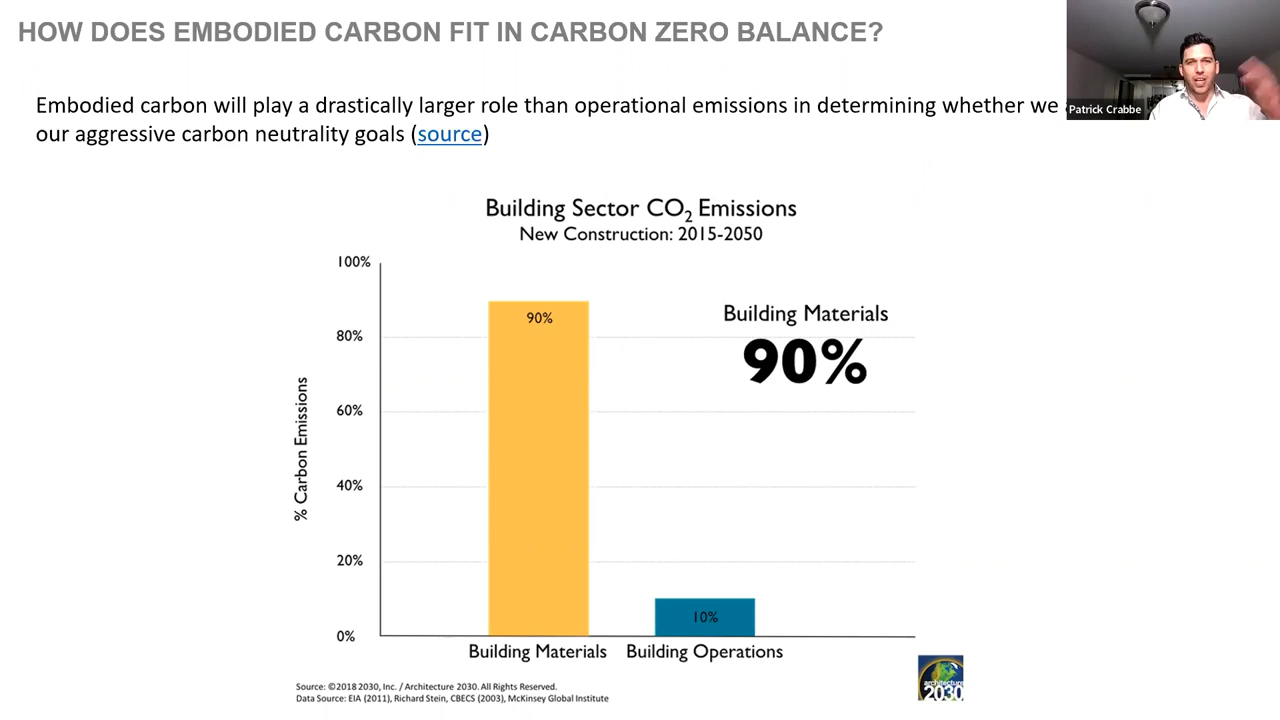 HOW DOES EMBODIED CARBON FIT IN CARBON ZERO BALANCE?
Patrick Crabbe
Embodied carbon will play a drastically larger role than operational emissions in determining whether we
our aggressive carbon neutrality goals (source)
Building Sector CO₂ Emissions
New Construction: 2015-2050
100%
80%
60%
40%
20%
0%
% Carbon Emissions
90%
10%
Building Materials
90%
Building Materials
Building Operations
Source: ©2018 2030, Inc. / Architecture 2030. All Rights Reserved.
Data Source: EIA (2011), Richard Stein, CBECS (2003), McKinsey Global Institute
architecture
2030